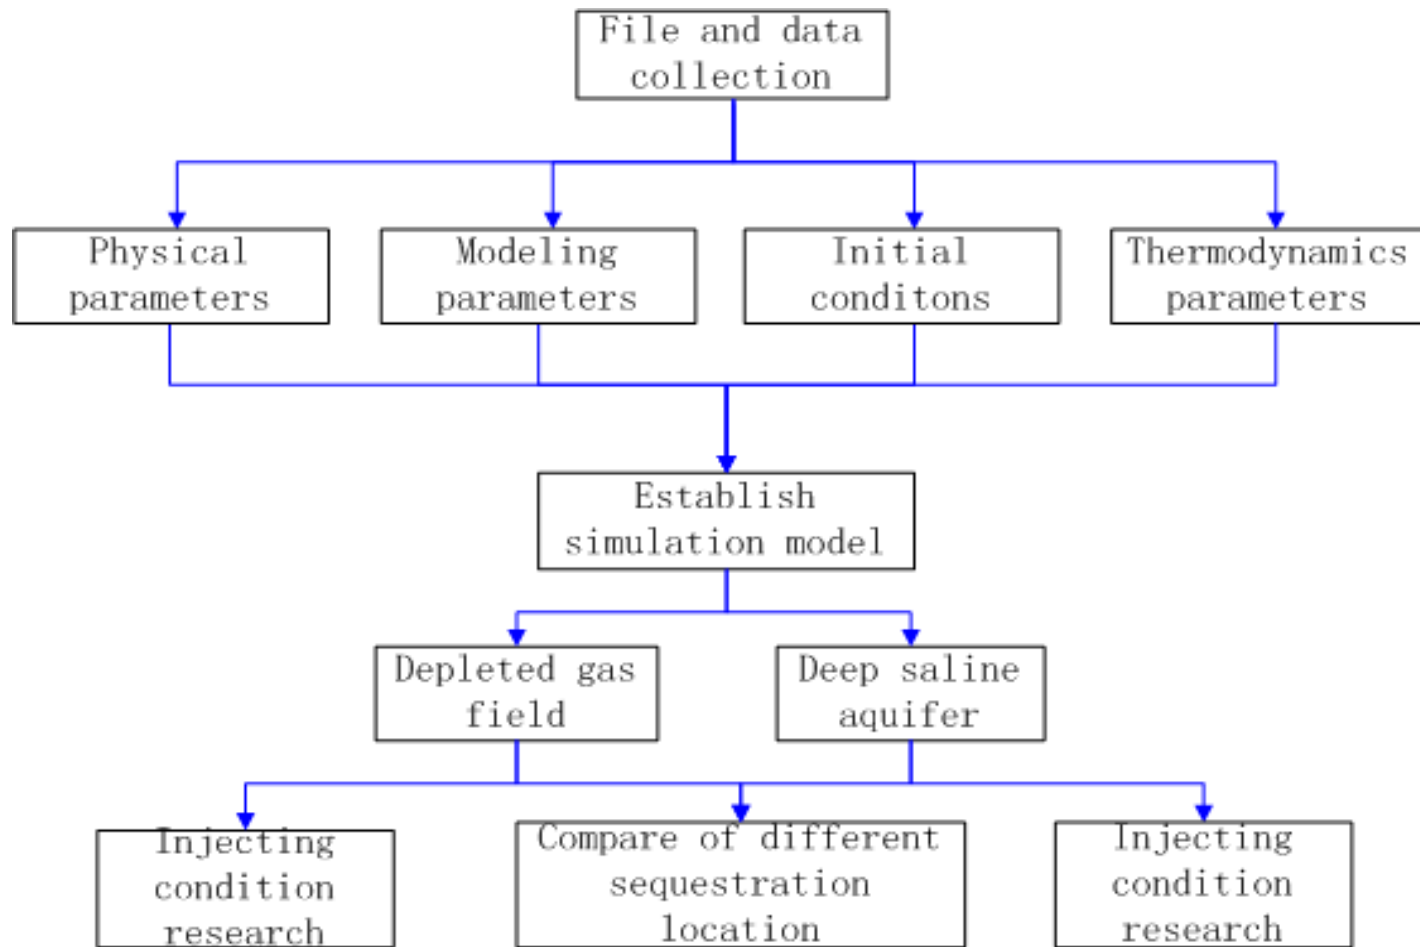 File and data
collection
Physical
parameters
Modeling
parameters
Initial
conditons
Thermodynamics
parameters
Establish
simulation model
Depleted gas
field
Deep saline
aquifer
Injecting
condition
research
Compare of different
sequestration
location
Injecting
condition
research